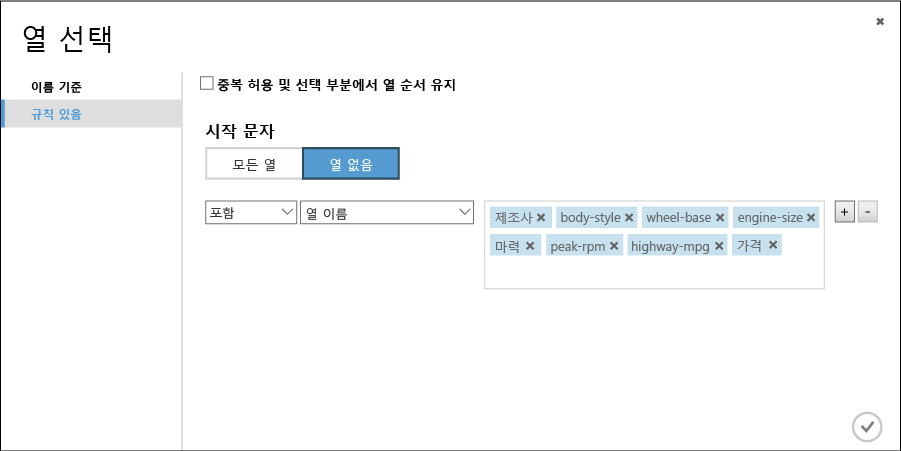 열 선택
이름 기준
규칙 있음
중복 허용 및 선택 부분에서 열 순서 유지
시작 문자
모든 열 열 없음
포함 열 이름 제조사 body-style wheel-base engine-size + -
마력 peak-rpm highway-mpg 가격